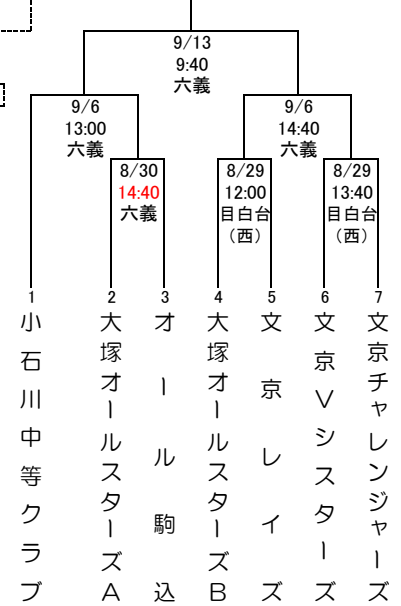 9/13
9:40
六義
9/6
13:00
六義
9/6
14:40
六義
8/30
14:40
六義
8/29
12:00
目白台
（西）
8/29
13:40
目白台
（西）
1
小石川中等クラブ
2
大塚オールスターズA
3
オール駒込
4
大塚オールスターズB
5
文京レイズ
6
文京Vシスターズ
7
文京チャレンジャーズ